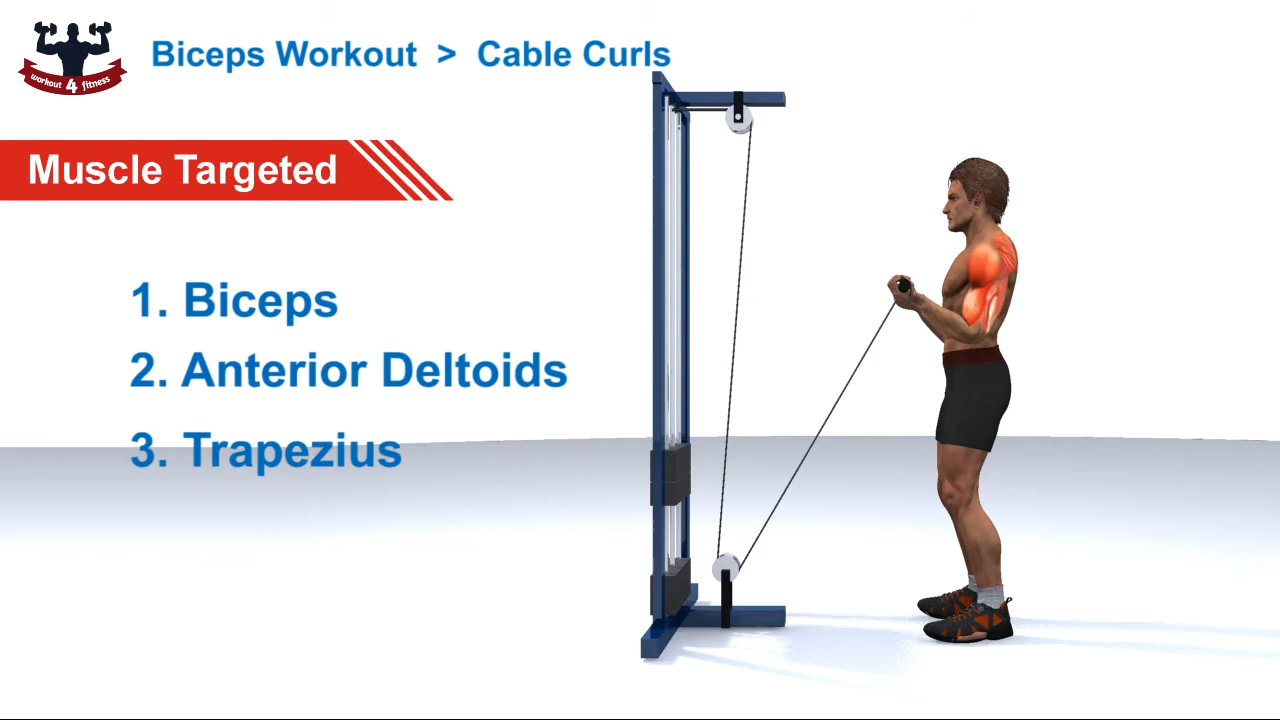 workout 4 fitness
Biceps Workout > Cable Curls
Muscle Targeted
1. Biceps
2. Anterior Deltoids
3. Trapezius